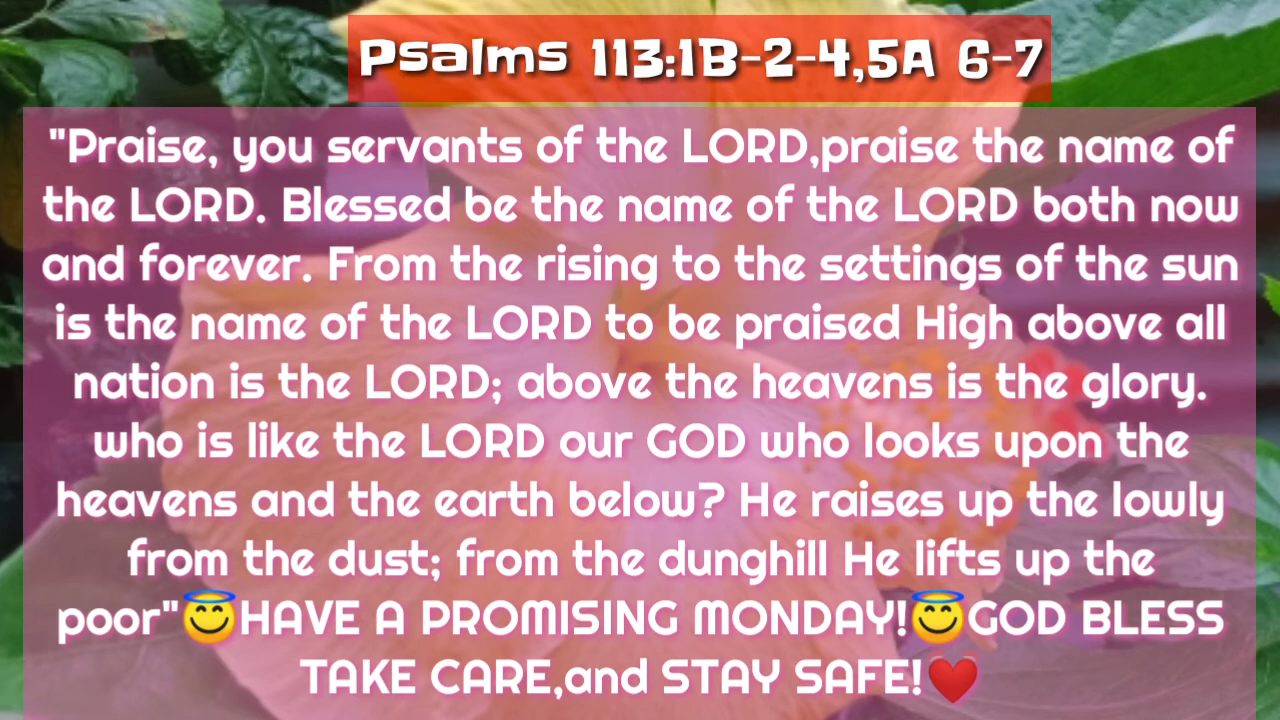 Psalms 113:1B-2-4,5A 6-7
"Praise, you servants of the LORD,praise the name of
the LORD. Blessed be the name of the LORD both now
and forever. From the rising to the settings of the sun
is the name of the LORD to be praised High above all
nation is the LORD; above the heavens is the glory.
who is like the LORD our GOD who looks upon the
heavens and the earth below? He raises up the lowly
from the dust; from the dunghill He lifts up the
poor"😇HAVE A PROMISING MONDAY!😇GOD BLESS
TAKE CARE,and STAY SAFE!❤️